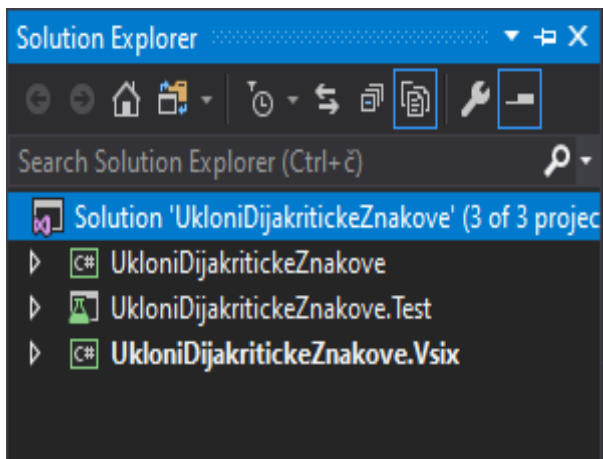 Solution Explorer
Search Solution Explorer (Ctrl+č)
Solution 'UkloniDijakritickeZnakove' (3 of 3 projec
C# UkloniDijakritickeZnakove
UkloniDijakritickeZnakove.Test
C# UkloniDijakritickeZnakove.Vsix